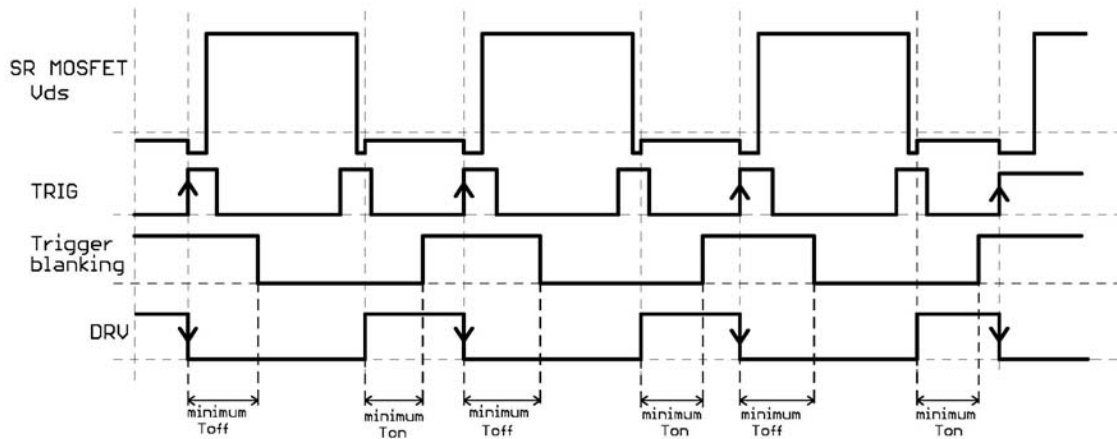 SR MOSFET
Vds
TRIG
Trigger
blanking
DRV
minimum
Toff
minimum
Ton
minimum
Toff
minimum
Ton
minimum
Toff
minimum
Ton